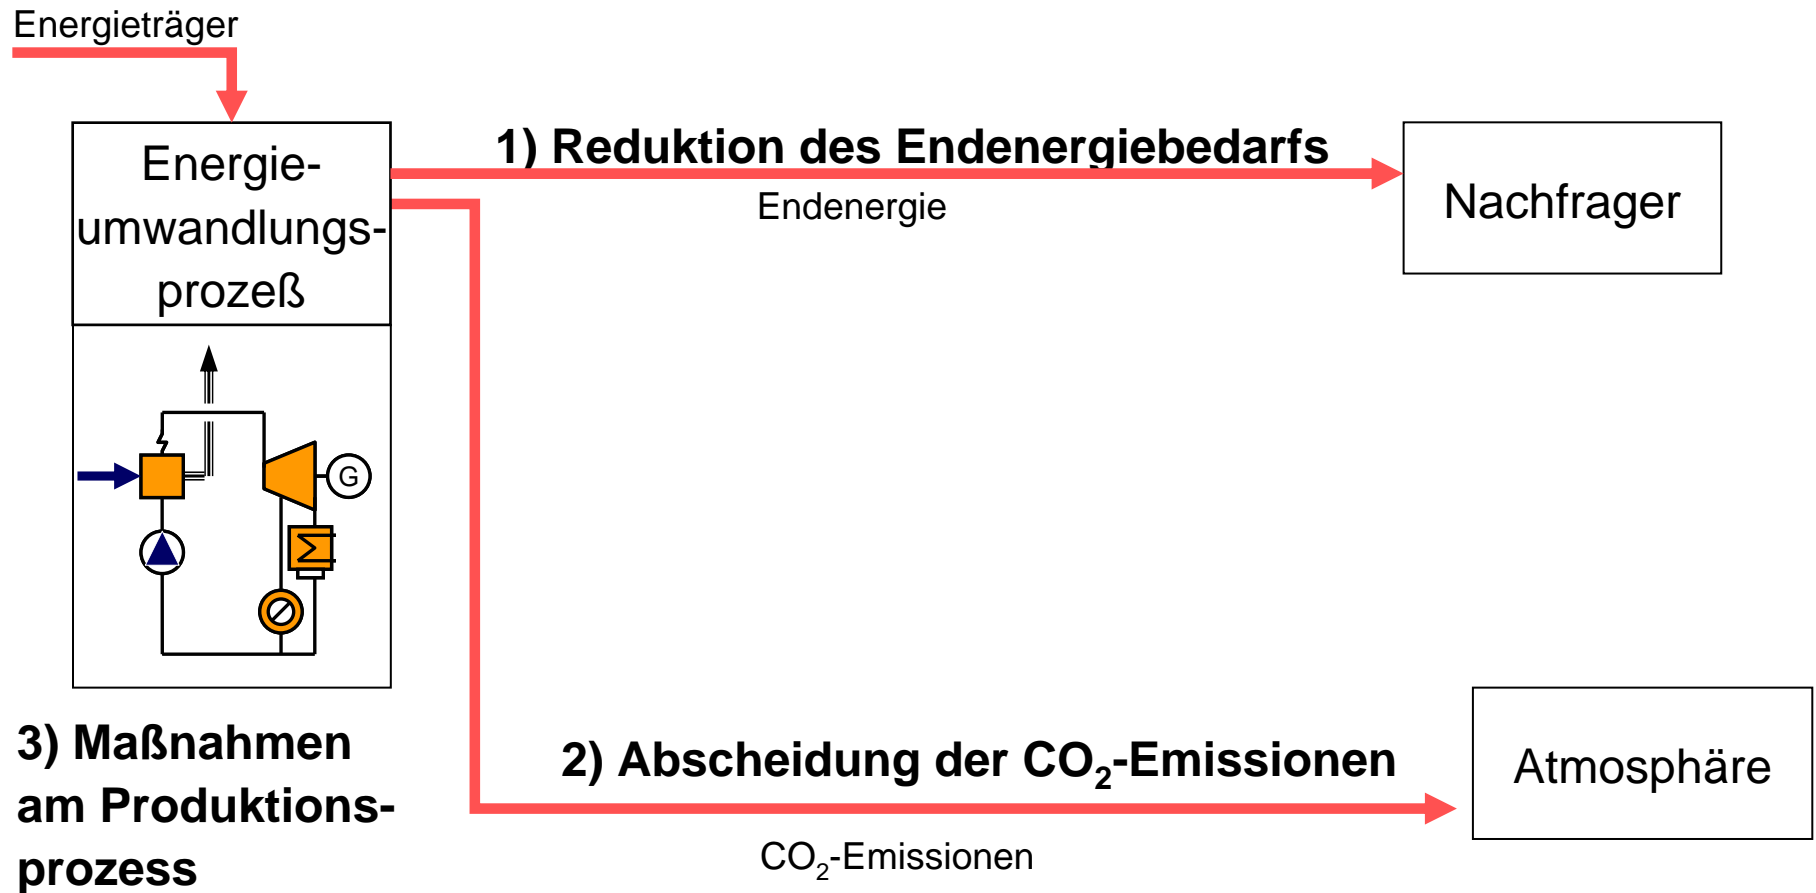 Energieträger
Energie-
umwandlungs-
prozeß
1) Reduktion des Endenergiebedarfs
Endenergie
Nachfrager
G
3) Maßnahmen
am Produktions-
prozess
2) Abscheidung der CO₂-Emissionen
CO₂-Emissionen
Atmosphäre